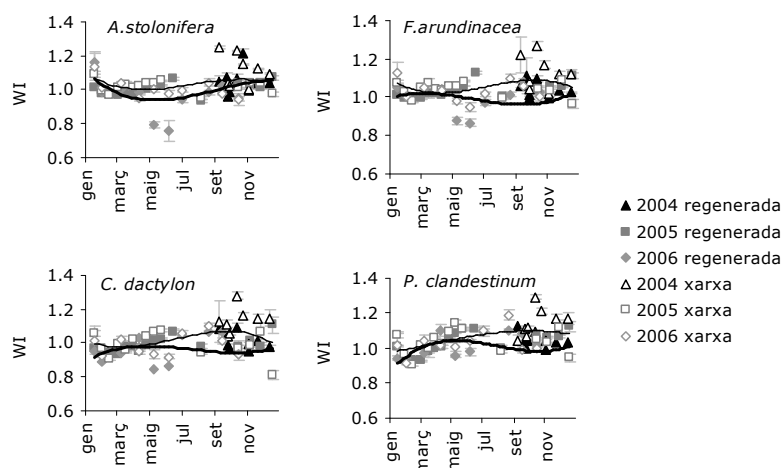 A.stolonifera
1.4
1.2
1.0
0.8
0.6
WI
gen
març
maig
jul
set
nov
F.arundinacea
1.4
1.2
1.0
0.8
0.6
WI
gen
març
maig
jul
set
nov
C. dactylon
1.4
1.2
1.0
0.8
0.6
WI
gen
març
maig
jul
set
nov
P. clandestinum
1.4
1.2
1.0
0.8
0.6
WI
gen
març
maig
jul
set
nov
2004 regenerada
2005 regenerada
2006 regenerada
2004 xarxa
2005 xarxa
2006 xarxa